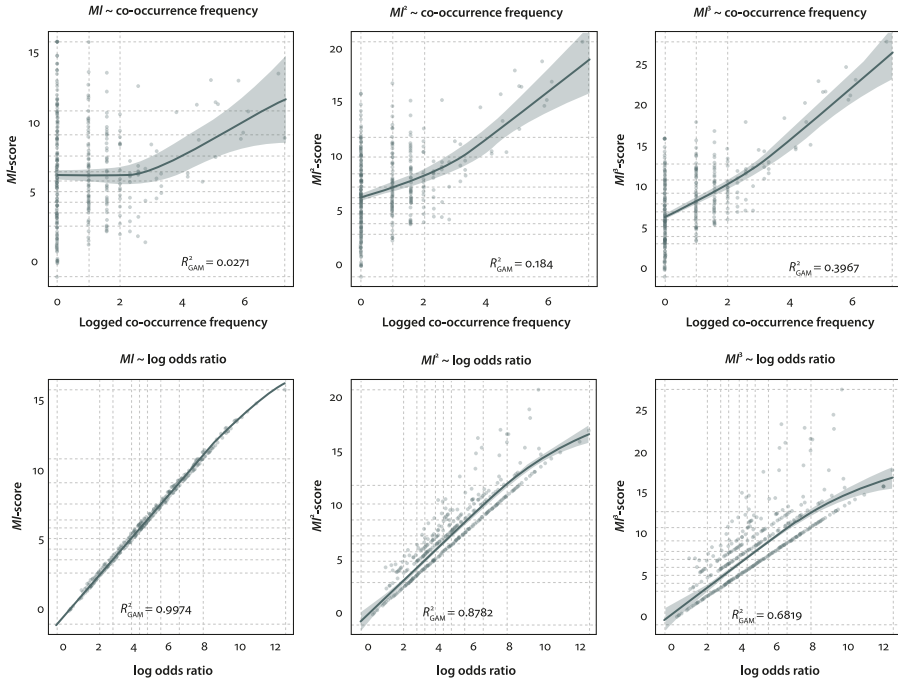 MI ~ co-occurrence frequency
MI² ~ co-occurrence frequency
MI³ ~ co-occurrence frequency
MI-score
15
10
5
0
R²GAM = 0.0271
0 2 4 6
Logged co-occurrence frequency
MI²-score
20
15
10
5
0
R²GAM = 0.184
0 2 4 6
Logged co-occurrence frequency
MI³-score
25
20
15
10
5
0
R²GAM = 0.3967
0 2 4 6
Logged co-occurrence frequency
MI ~ log odds ratio
MI² ~ log odds ratio
MI³ ~ log odds ratio
MI-score
15
10
5
0
R²GAM = 0.9974
0 2 4 6 8 10 12
log odds ratio
MI²-score
20
15
10
5
0
R²GAM = 0.8782
0 2 4 6 8 10 12
log odds ratio
MI³-score
25
20
15
10
5
0
R²GAM = 0.6819
0 2 4 6 8 10 12
log odds ratio